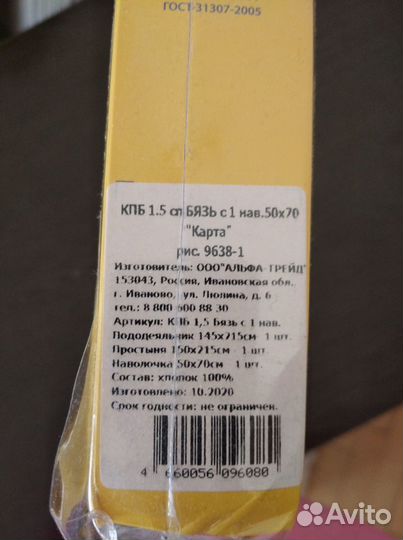 ГОСТ-31307-2005
КПБ 1.5 сп БЯЗЬ с 1 нав.50х70
"Карта"
рис. 9638-1
Изготовитель: ООО"АЛЬФА-ТРЕЙД"
153043, Россия, Ивановская обл.
г. Иваново, ул. Люлина, д. 6
тел.: 8 800 600 88 30
Артикул: КПБ 1,5 Бязь с 1 нав.
Пододеяльник 145х215см- 1 шт.
Простыня 150х215см- 1 шт.
Наволочка 50х70см- 1 шт.
Состав: хлопок 100%
Изготовлено: 10.2020
Срок годности: не ограничен.
4 660056 096080
Avito